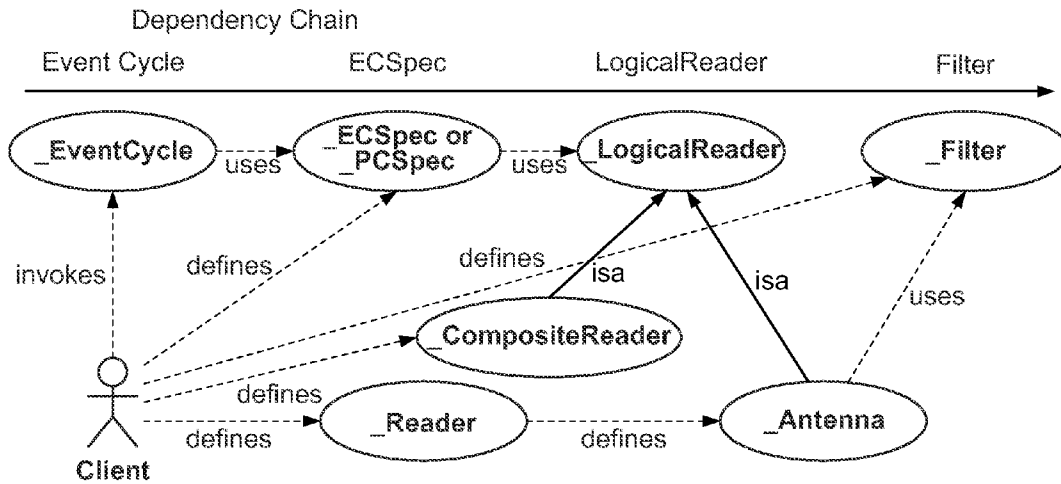 Dependency Chain
Event Cycle ECSpec LogicalReader Filter
_EventCycle uses _ECSpec or _PCSpec uses _LogicalReader _Filter
invokes defines defines isa isa uses
_CompositeReader
defines
_Reader _Antenna
defines defines
Client